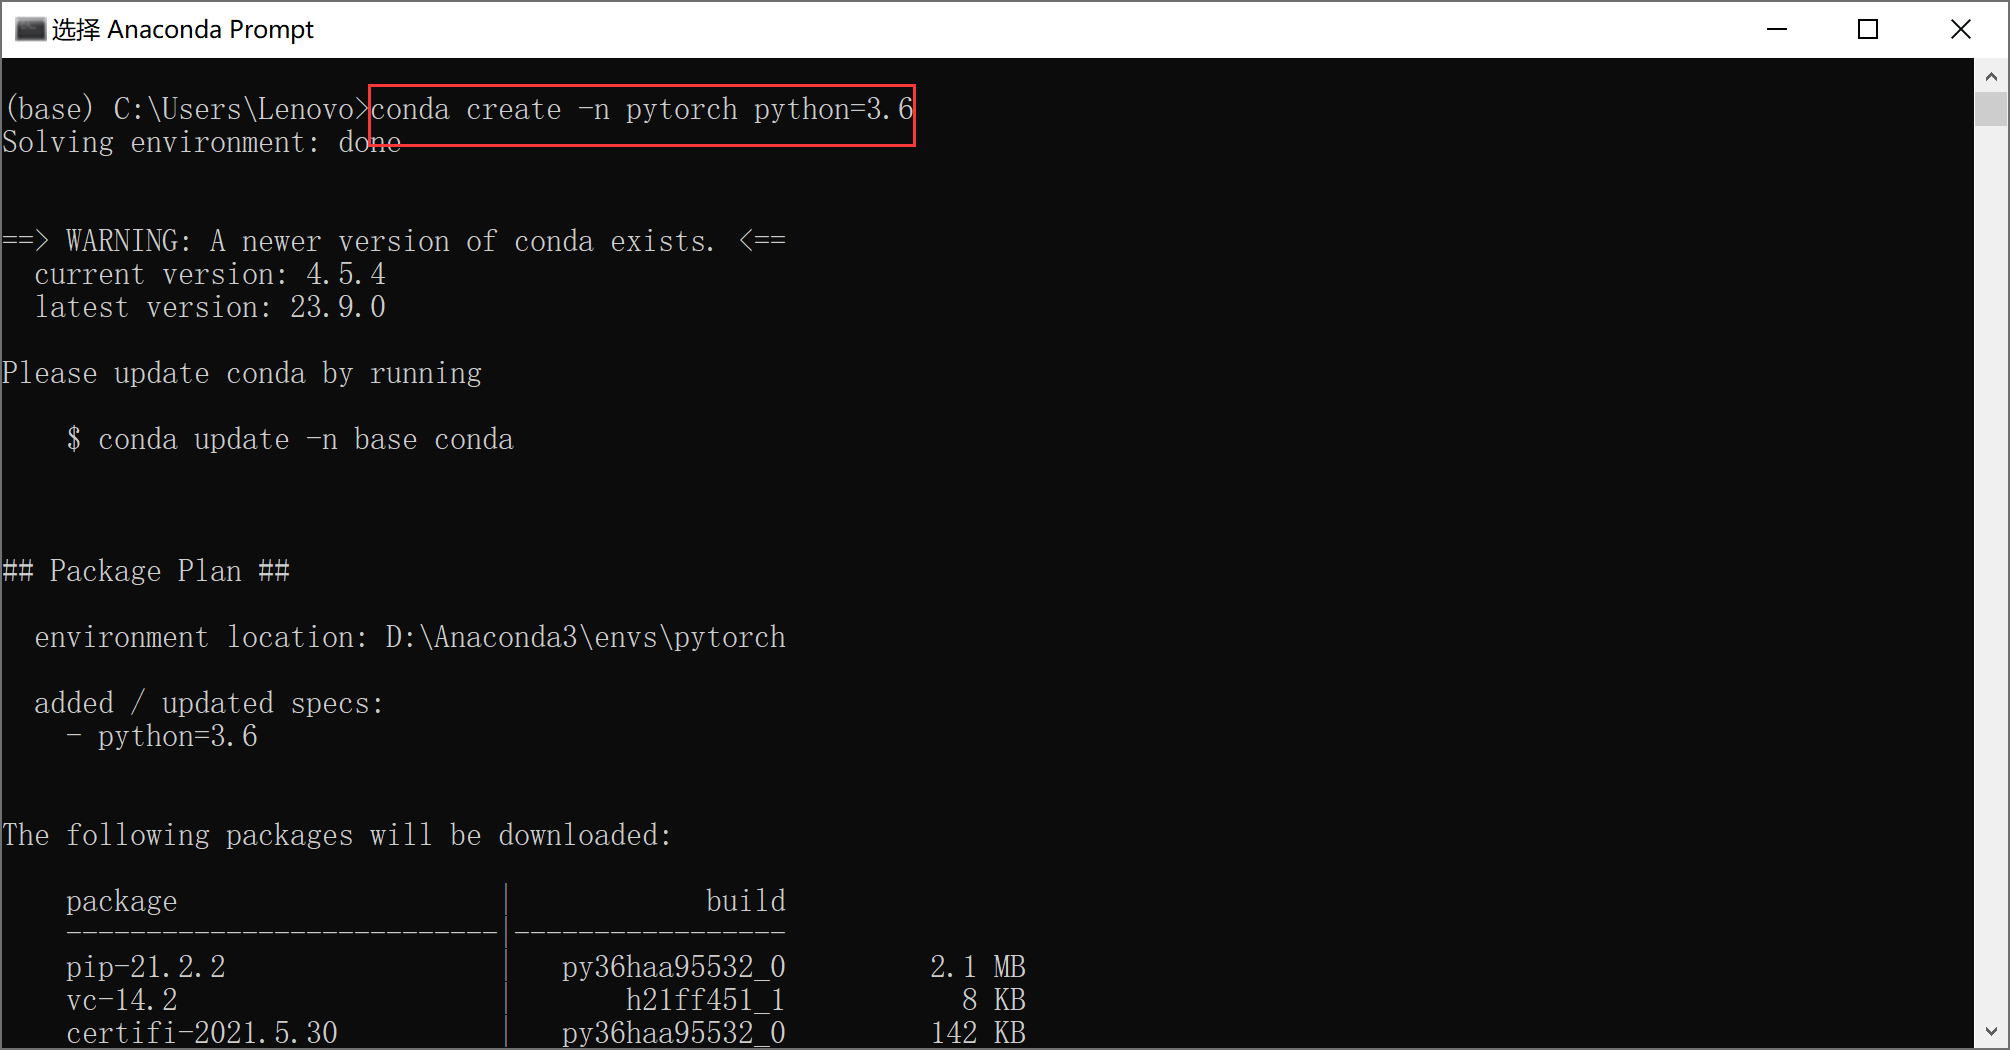 选择 Anaconda Prompt
(base) C:\Users\Lenovo>conda create -n pytorch python=3.6
Solving environment: done
==> WARNING: A newer version of conda exists. <==
current version: 4.5.4
latest version: 23.9.0
Please update conda by running
$ conda update -n base conda
## Package Plan ##
environment location: D:\Anaconda3\envs\pytorch
added / updated specs:
- python=3.6
The following packages will be downloaded:
package | build
---------------------------|-----------------
pip-21.2.2 | py36haa95532_0 2.1 MB
vc-14.2 | h21ff451_1 8 KB
certifi-2021.5.30 | py36haa95532_0 142 KB